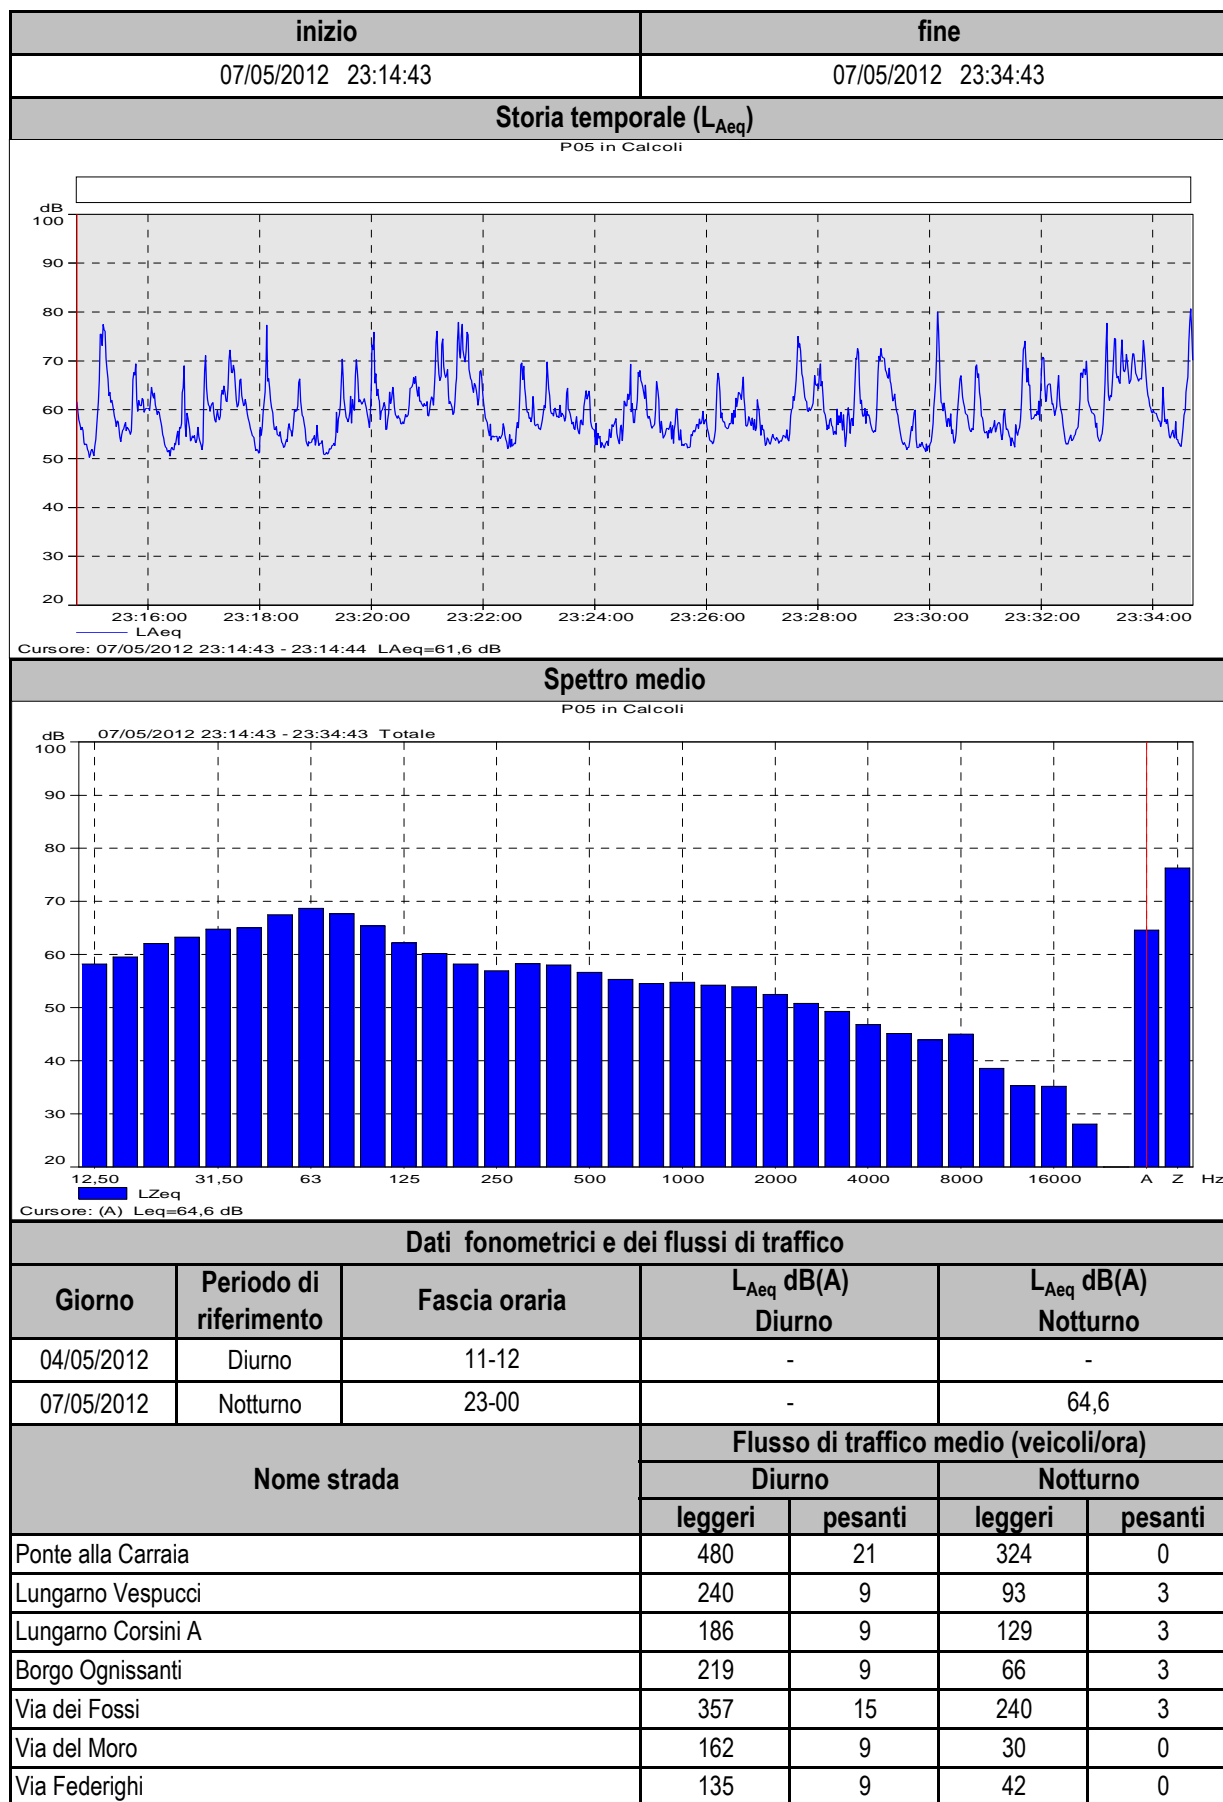 inizio fine
07/05/2012 23:14:43 07/05/2012 23:34:43
Storia temporale (LAeq)
P05 in Calcoli
dB
100
90
80
70
60
50
40
30
20
23:16:00 23:18:00 23:20:00 23:22:00 23:24:00 23:26:00 23:28:00 23:30:00 23:32:00 23:34:00
LAeq
Cursore: 07/05/2012 23:14:43 - 23:14:44 LAeq=61,6 dB
Spettro medio
P05 in Calcoli
dB 07/05/2012 23:14:43 - 23:34:43 Totale
100
90
80
70
60
50
40
30
20
12,50 31,50 63 125 250 500 1000 2000 4000 8000 16000 A Z Hz
LZeq
Cursore: (A) Leq=64,6 dB
Dati fonometrici e dei flussi di traffico
Giorno Periodo di riferimento Fascia oraria LAeq dB(A) Diurno LAeq dB(A) Notturno
04/05/2012 Diurno 11-12 - -
07/05/2012 Notturno 23-00 - 64,6
Nome strada Flusso di traffico medio (veicoli/ora)
Diurno Notturno
leggeri pesanti leggeri pesanti
Ponte alla Carraia 480 21 324 0
Lungarno Vespucci 240 9 93 3
Lungarno Corsini A 186 9 129 3
Borgo Ognissanti 219 9 66 3
Via dei Fossi 357 15 240 3
Via del Moro 162 9 30 0
Via Federighi 135 9 42 0